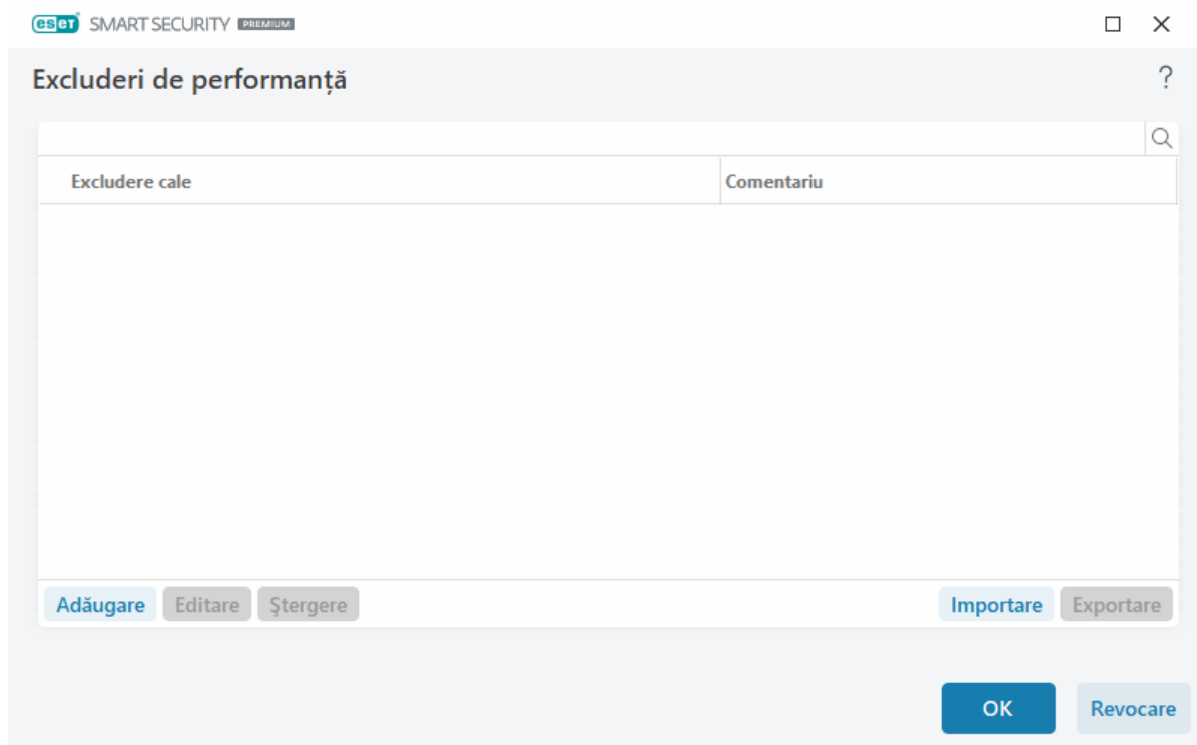 eset SMART SECURITY PREMIUM
Excluderi de performanță
?
Excludere cale Comentariu
Adăugare Editare Ştergere Importare Exportare
OK Revocare